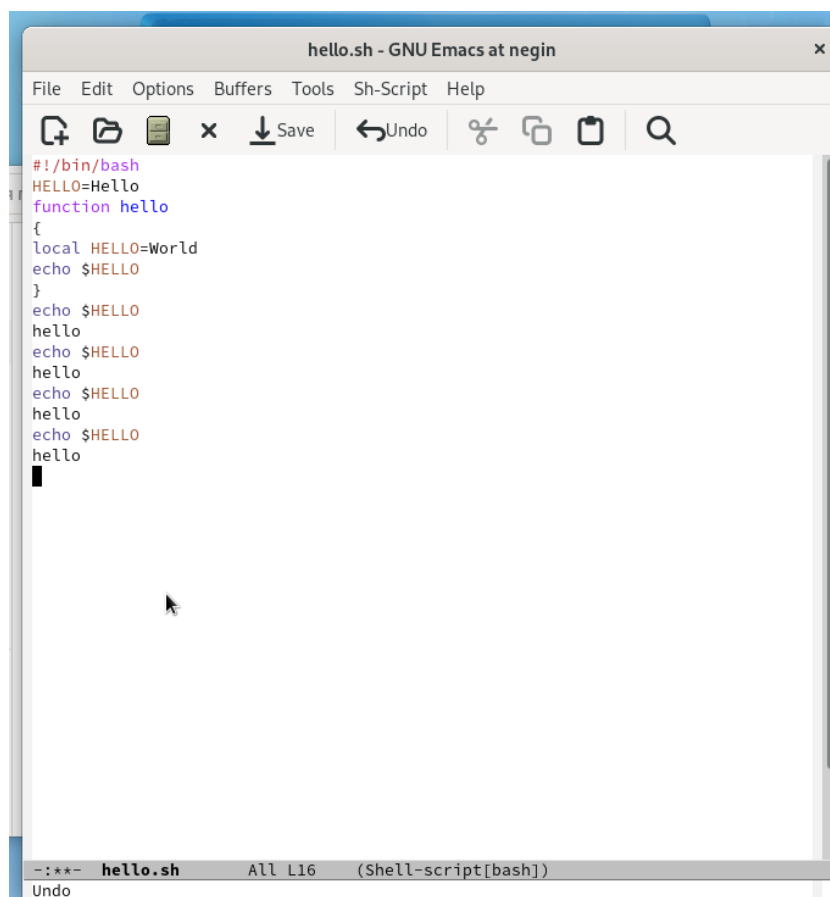 hello.sh - GNU Emacs at negin
×
File Edit Options Buffers Tools Sh-Script Help
Save
Undo
#!/bin/bash
HELLO=Hello
function hello
{
local HELLO=World
echo $HELLO
}
echo $HELLO
hello
echo $HELLO
hello
echo $HELLO
hello
echo $HELLO
hello
-:**- hello.sh All L16 (Shell-script[bash])
Undo